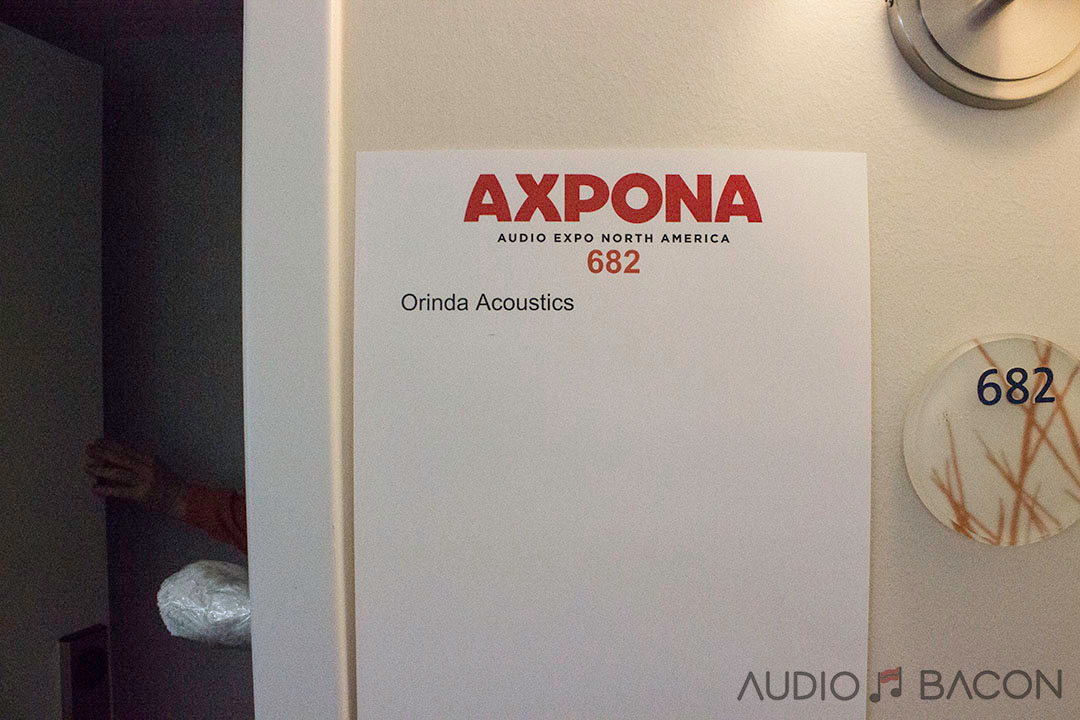 AXPONA
AUDIO EXPO NORTH AMERICA
682
Orinda Acoustics
682
AUDIO BACON